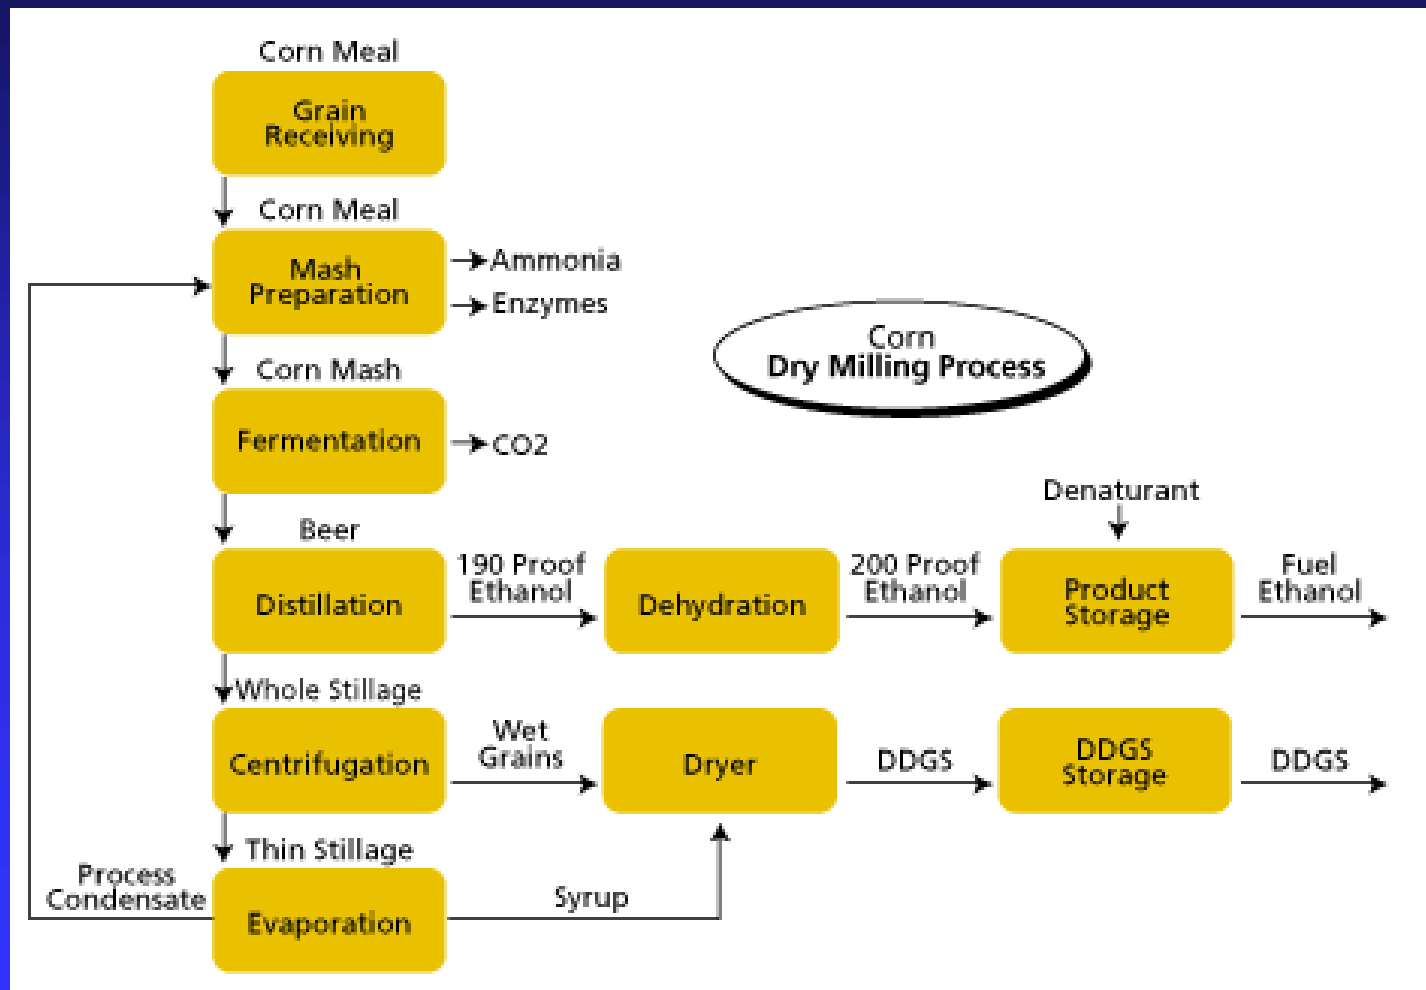 Corn Meal
Grain
Receiving
Corn Meal
Mash
Preparation
Ammonia
Enzymes
Corn
Dry Milling Process
Corn Mash
Fermentation
CO2
Denaturant
Beer
Distillation
190 Proof
Ethanol
Dehydration
200 Proof
Ethanol
Product
Storage
Fuel
Ethanol
Whole Stillage
Centrifugation
Wet
Grains
Dryer
DDGS
DDGS
Storage
DDGS
Thin Stillage
Process
Condensate
Evaporation
Syrup